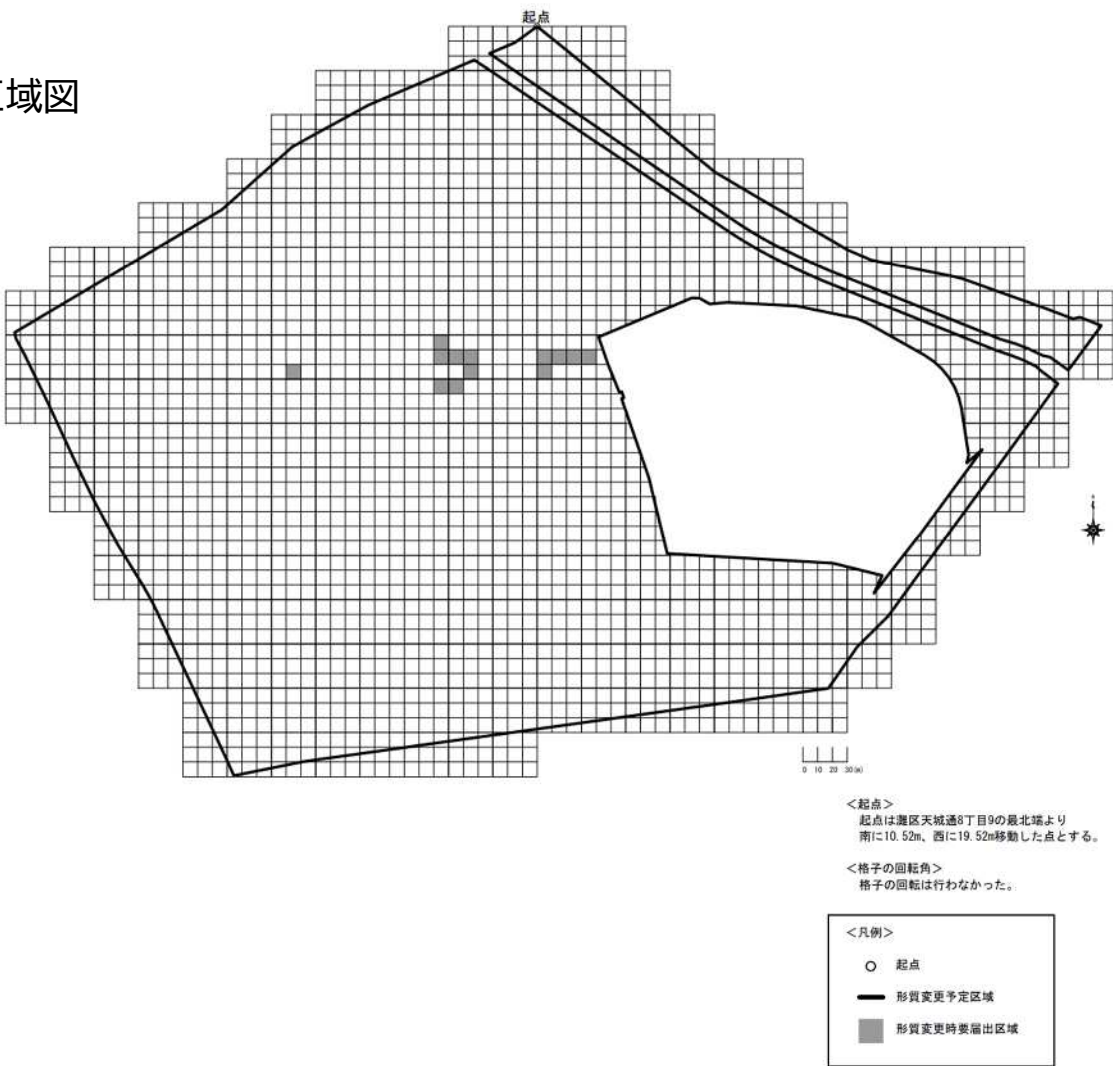 起点
区域図
0 10 20 30(m)
＜起点＞
起点は灘区天城通8丁目9の最北端より
南に10.52m、西に19.52m移動した点とする。
＜格子の回転角＞
格子の回転は行わなかった。
＜凡例＞
起点
形質変更予定区域
形質変更時要届出区域